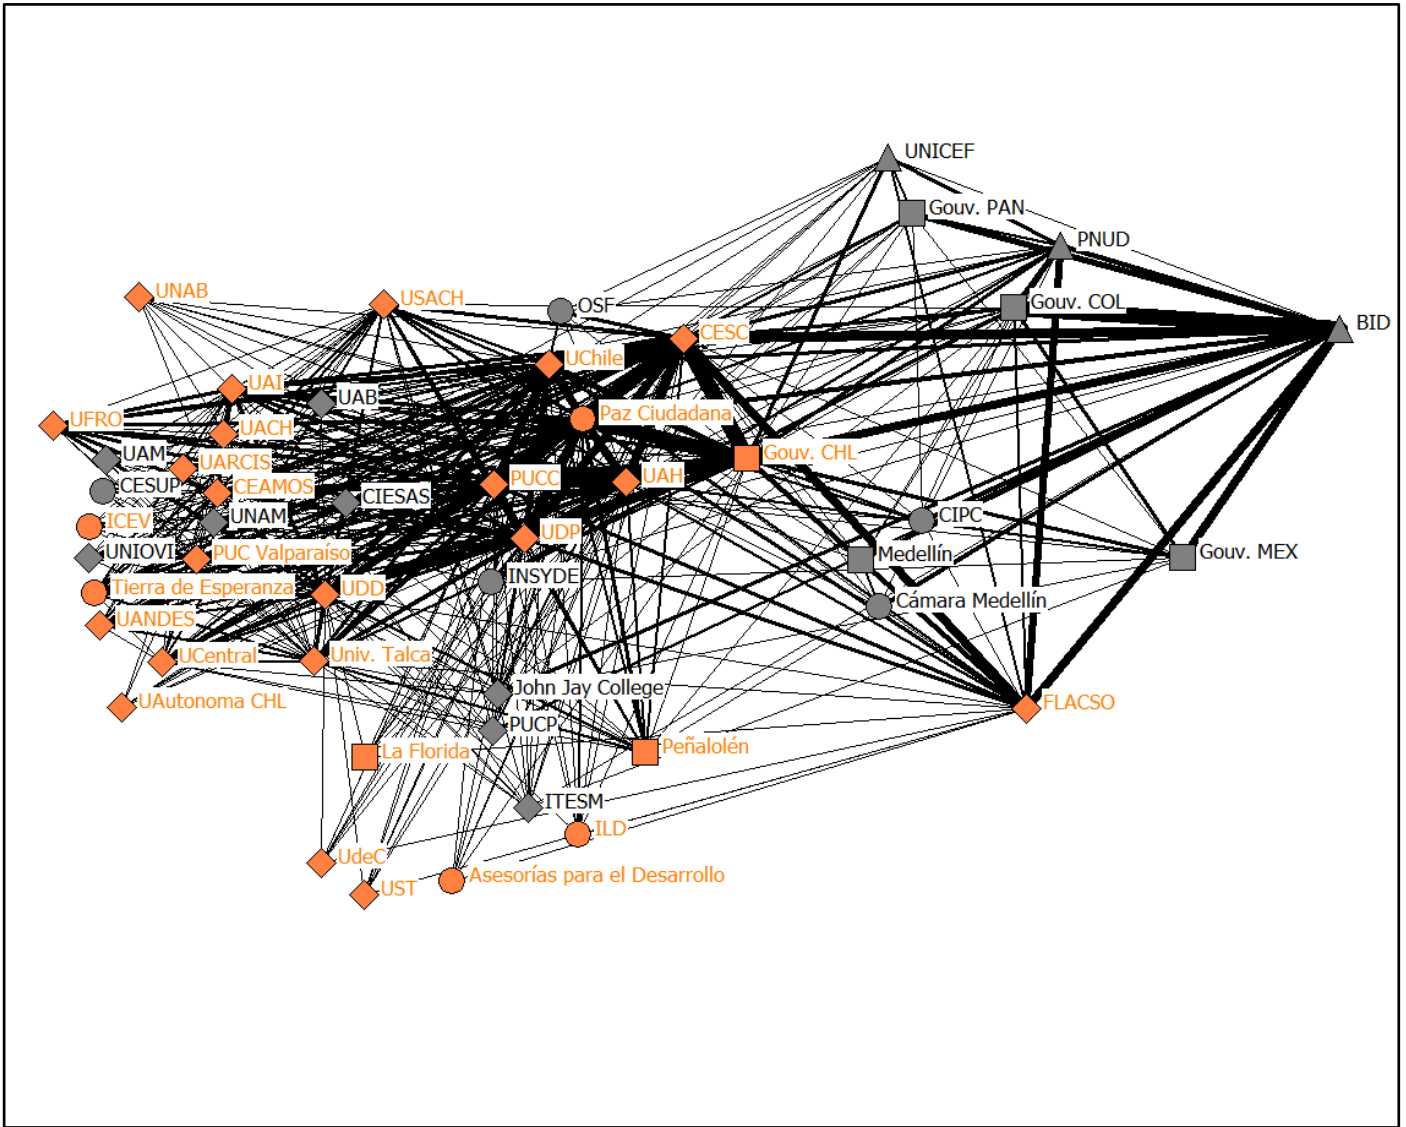 UNICEF
Gouv. PAN
PNUD
UNAB
USACH
OSF
Gouv. COL
BID
CESC
UChile
UAI
UAB
Paz Ciudadana
UFRO
UACH
UAM
UARCIS
Gouv. CHL
CESUP
CEAMOS
CIESAS
PUCC
UAH
ICEV
UNAM
CIPC
UNIOVI
PUC Valparaíso
UDP
Medellín
Gouv. MEX
Tierra de Esperanza
UDD
INSYDE
Cámara Medellín
UANDES
UCentral
Univ. Talca
UAutonoma CHL
John Jay College
FLACSO
PUCP
La Florida
Peñalolén
ITESM
ILD
UdeC
UST
Asesorías para el Desarrollo